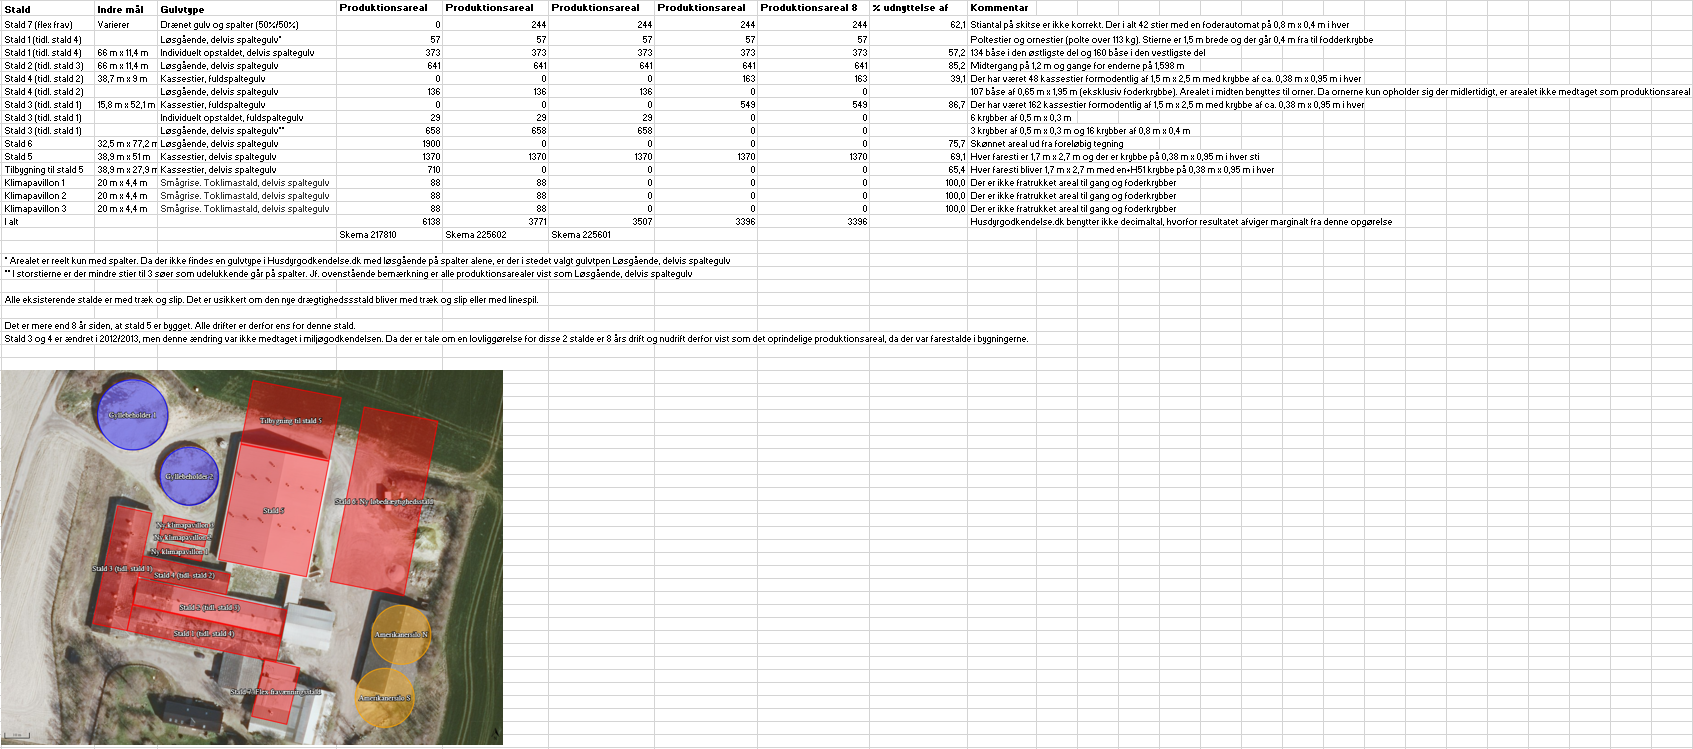 Stald Indre mål Gulvtype Produktionsareal Produktionsareal Produktionsareal Produktionsareal Produktionsareal 8 % udnyttelse af Kommentar
Stald 7 (flex frav) Varierer Drænet gulv og spalter (50%/50%) 0 244 244 244 244 62,1 Stiantal på skitse er ikke korrekt. Der i alt 42 stier med en foderautomat på 0,8 m x 0,4 m i hver
Stald 1 (tidl. stald 4) Løsgående, delvis spaltegulv* 57 57 57 57 57 Poltestier og ornestier (polte over 113 kg). Stierne er 1,5 m brede og der går 0,4 m fra til fodderkrybbe
Stald 1 (tidl. stald 4) 66 m x 11,4 m Individuelt opstaldet, delvis spaltegulv 373 373 373 373 373 57,2 134 båse i den østligste del og 160 båse i den vestligste del
Stald 2 (tidl. stald 3) 66 m x 11,4 m Løsgående, delvis spaltegulv 641 641 641 641 641 85,2 Midtergang på 1,2 m og gange for enderne på 1,598 m
Stald 4 (tidl. stald 2) 38,7 m x 9 m Kassestier, fuldspaltegulv 0 0 0 163 163 39,1 Der har været 48 kassestier formodentlig af 1,5 m x 2,5 m med krybbe af ca. 0,38 m x 0,95 m i hver
Stald 4 (tidl. stald 2) Løsgående, delvis spaltegulv 136 136 136 0 0 107 båse af 0,65 m x 1,95 m (eksklusiv foderkrybbe). Arealet i midten benyttes til orner. Da ornerne kun opholder sig der midlertidigt, er arealet ikke medtaget som produktionsareal
Stald 3 (tidl. stald 1) 15,8 m x 52,1 m Kassestier, fuldspaltegulv 0 0 0 549 549 86,7 Der har været 162 kassestier formodentlig af 1,5 m x 2,5 m med krybbe af ca. 0,38 m x 0,95 m i hver
Stald 3 (tidl. stald 1) Individuelt opstaldet, fuldspaltegulv 29 29 29 0 0 6 krybber af 0,5 m x 0,3 m
Stald 3 (tidl. stald 1) Løsgående, delvis spaltegulv** 658 658 658 0 0 3 krybber af 0,5 m x 0,3 m og 16 krybber af 0,8 m x 0,4 m
Stald 6 32,5 m x 77,2 m Løsgående, delvis spaltegulv 1900 0 0 75,7 Skønnet areal ud fra foreløbig tegning
Stald 5 38,9 m x 51 m Kassestier, delvis spaltegulv 1370 1370 1370 1370 1370 69,1 Hver faresti er 1,7 m x 2,7 m og der er krybbe på 0,38 m x 0,95 m i hver sti
Tilbygning til stald 5 38,9 m x 27,9 m Kassestier, delvis spaltegulv 710 0 0 0 0 65,4 Hver faresti bliver 1,7 m x 2,7 m med en+H51 krybbe på 0,38 m x 0,95 m i hver
Klimapavillon 1 20 m x 4,4 m Smågrise. Toklimastald, delvis spaltegulv 88 88 0 0 0 100,0 Der er ikke fratrukket areal til gang og foderkrybber
Klimapavillon 2 20 m x 4,4 m Smågrise. Toklimastald, delvis spaltegulv 88 88 0 0 0 100,0 Der er ikke fratrukket areal til gang og foderkrybber
Klimapavillon 3 20 m x 4,4 m Smågrise. Toklimastald, delvis spaltegulv 88 88 0 0 0 100,0 Der er ikke fratrukket areal til gang og foderkrybber
I alt 6138 3771 3507 3396 3396 Husdyrgodkendelse.dk benytter ikke decimaltal, hvorfor resultatet afviger marginalt fra denne opgørelse
Skema 217810 Skema 225602 Skema 225601
* Arealet er reelt kun med spalter. Da der ikke findes en gulvtype i Husdyrgodkendelse.dk med løsgående på spalter alene, er der i stedet valgt gulvtpen Løsgående, delvis spaltegulv
** I storstierne er der mindre stier til 3 søer som udelukkende går på spalter. Jf. ovenstående bemærkning er alle produktionsarealer vist som Løsgående, delvis spaltegulv
Alle eksisterende stalde er med træk og slip. Det er usikkert om den nye drægtighedssstald bliver med træk og slip eller med linespil.
Det er mere end 8 år siden, at stald 5 er bygget. Alle drifter er derfor ens for denne stald.
Stald 3 og 4 er ændret i 2012/2013, men denne ændring var ikke medtaget i miljøgodkendelsen. Da der er tale om en lovliggørelse for disse 2 stalde er 8 års drift og nudrift derfor vist som det oprindelige produktionsareal, da der var farestalde i bygningerne.
Gyllebeholder 1
Tilbygning til stald 5
Gyllebeholder 2
Stald 6: Ny løbedrægtighedsstald
Stald 5
Ny klimapavillon 3
Ny klimapavillon 2
Ny klimapavillon 1
Stald 3 (tidl. stald 1)
Stald 4 (tidl. stald 2)
Stald 2 (tidl. stald 3)
Stald 1 (tidl. stald 4)
Amerikanersilo N
Stald 7: Flex fravænningsstald
Amerikanersilo S